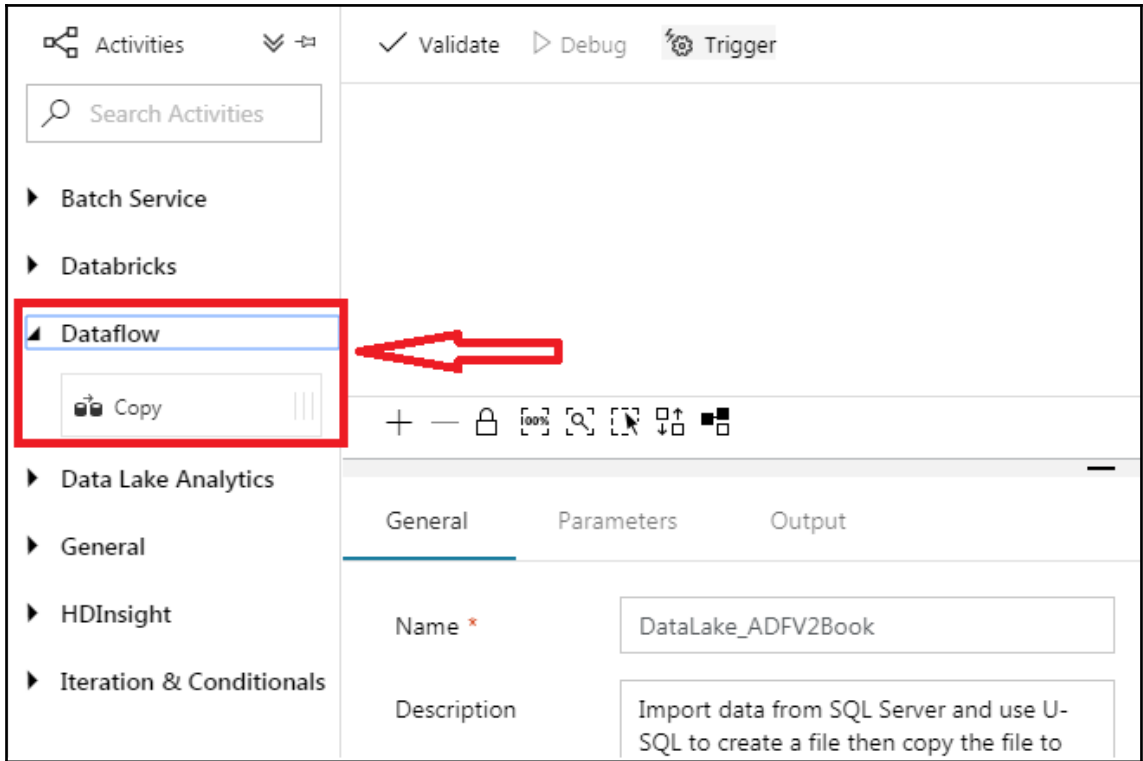 Activities
Search Activities
Batch Service
Databricks
Dataflow
Copy
Data Lake Analytics
General
HDInsight
Iteration & Conditionals
Validate Debug Trigger
100%
General Parameters Output
Name * DataLake_ADFV2Book
Description Import data from SQL Server and use U-
SQL to create a file then copy the file to